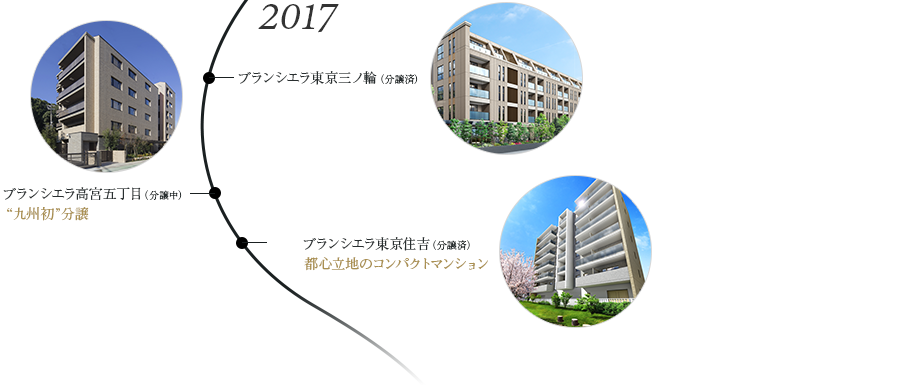 2017
ブランシエラ東京三ノ輪（分譲済）
ブランシエラ高宮五丁目（分譲中）
“九州初”分譲
ブランシエラ東京住吉（分譲済）
都心立地のコンパクトマンション